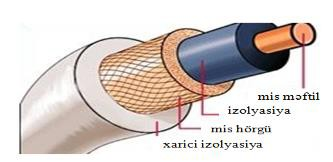 mis məftil
izolyasiya
mis hörgü
xarici izolyasiya